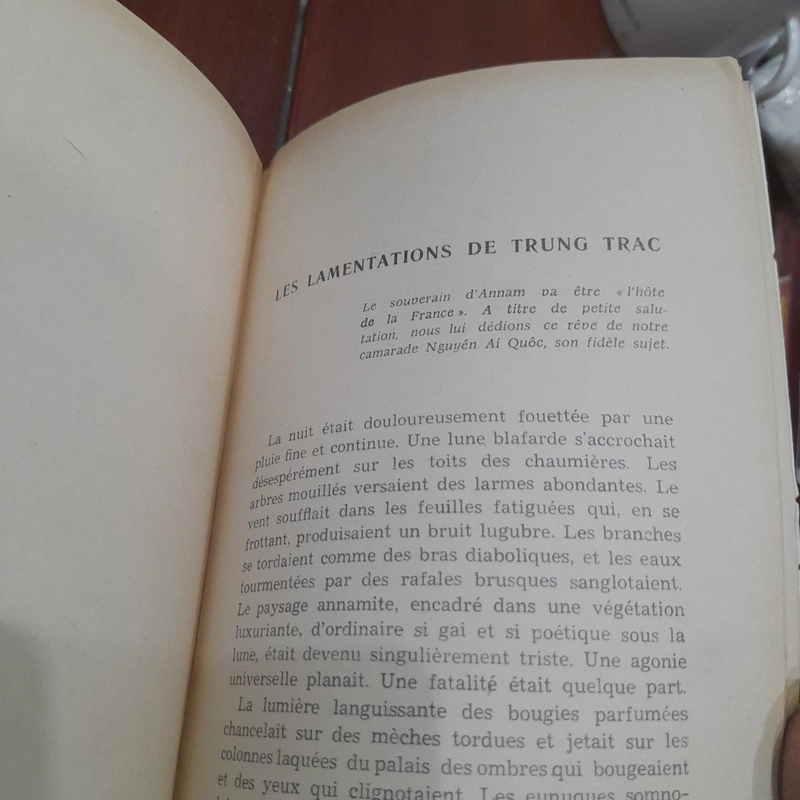 LES LAMENTATIONS DE TRUNG TRAC
Le souverain d'Annam va être « l'hôte
de la France ». A titre de petite salu-
tation, nous lui dédions ce rêve de notre
camarade Nguyên Ai Quôc, son fidèle sujet.
La nuit était douloureusement fouettée par une
pluie fine et continue. Une lune blafarde s'accrochait
désespérément sur les toits des chaumières. Les
arbres mouillés versaient des larmes abondantes. Le
vent soufflait dans les feuilles fatiguées qui, en se
frottant, produisaient un bruit lugubre. Les branches
se tordaient comme des bras diaboliques, et les eaux
tourmentées par des rafales brusques sanglotaient.
Le paysage annamite, encadré dans une végétation
luxuriante, d'ordinaire si gai et si poétique sous la
lune, était devenu singulièrement triste. Une agonie
universelle planait. Une fatalité était quelque part.
La lumière languissante des bougies parfumées
chancelait sur des mèches tordues et jetait sur les
colonnes laquées du palais des ombres qui bougeaient
et des yeux qui clignotaient. Les eunuques somno-